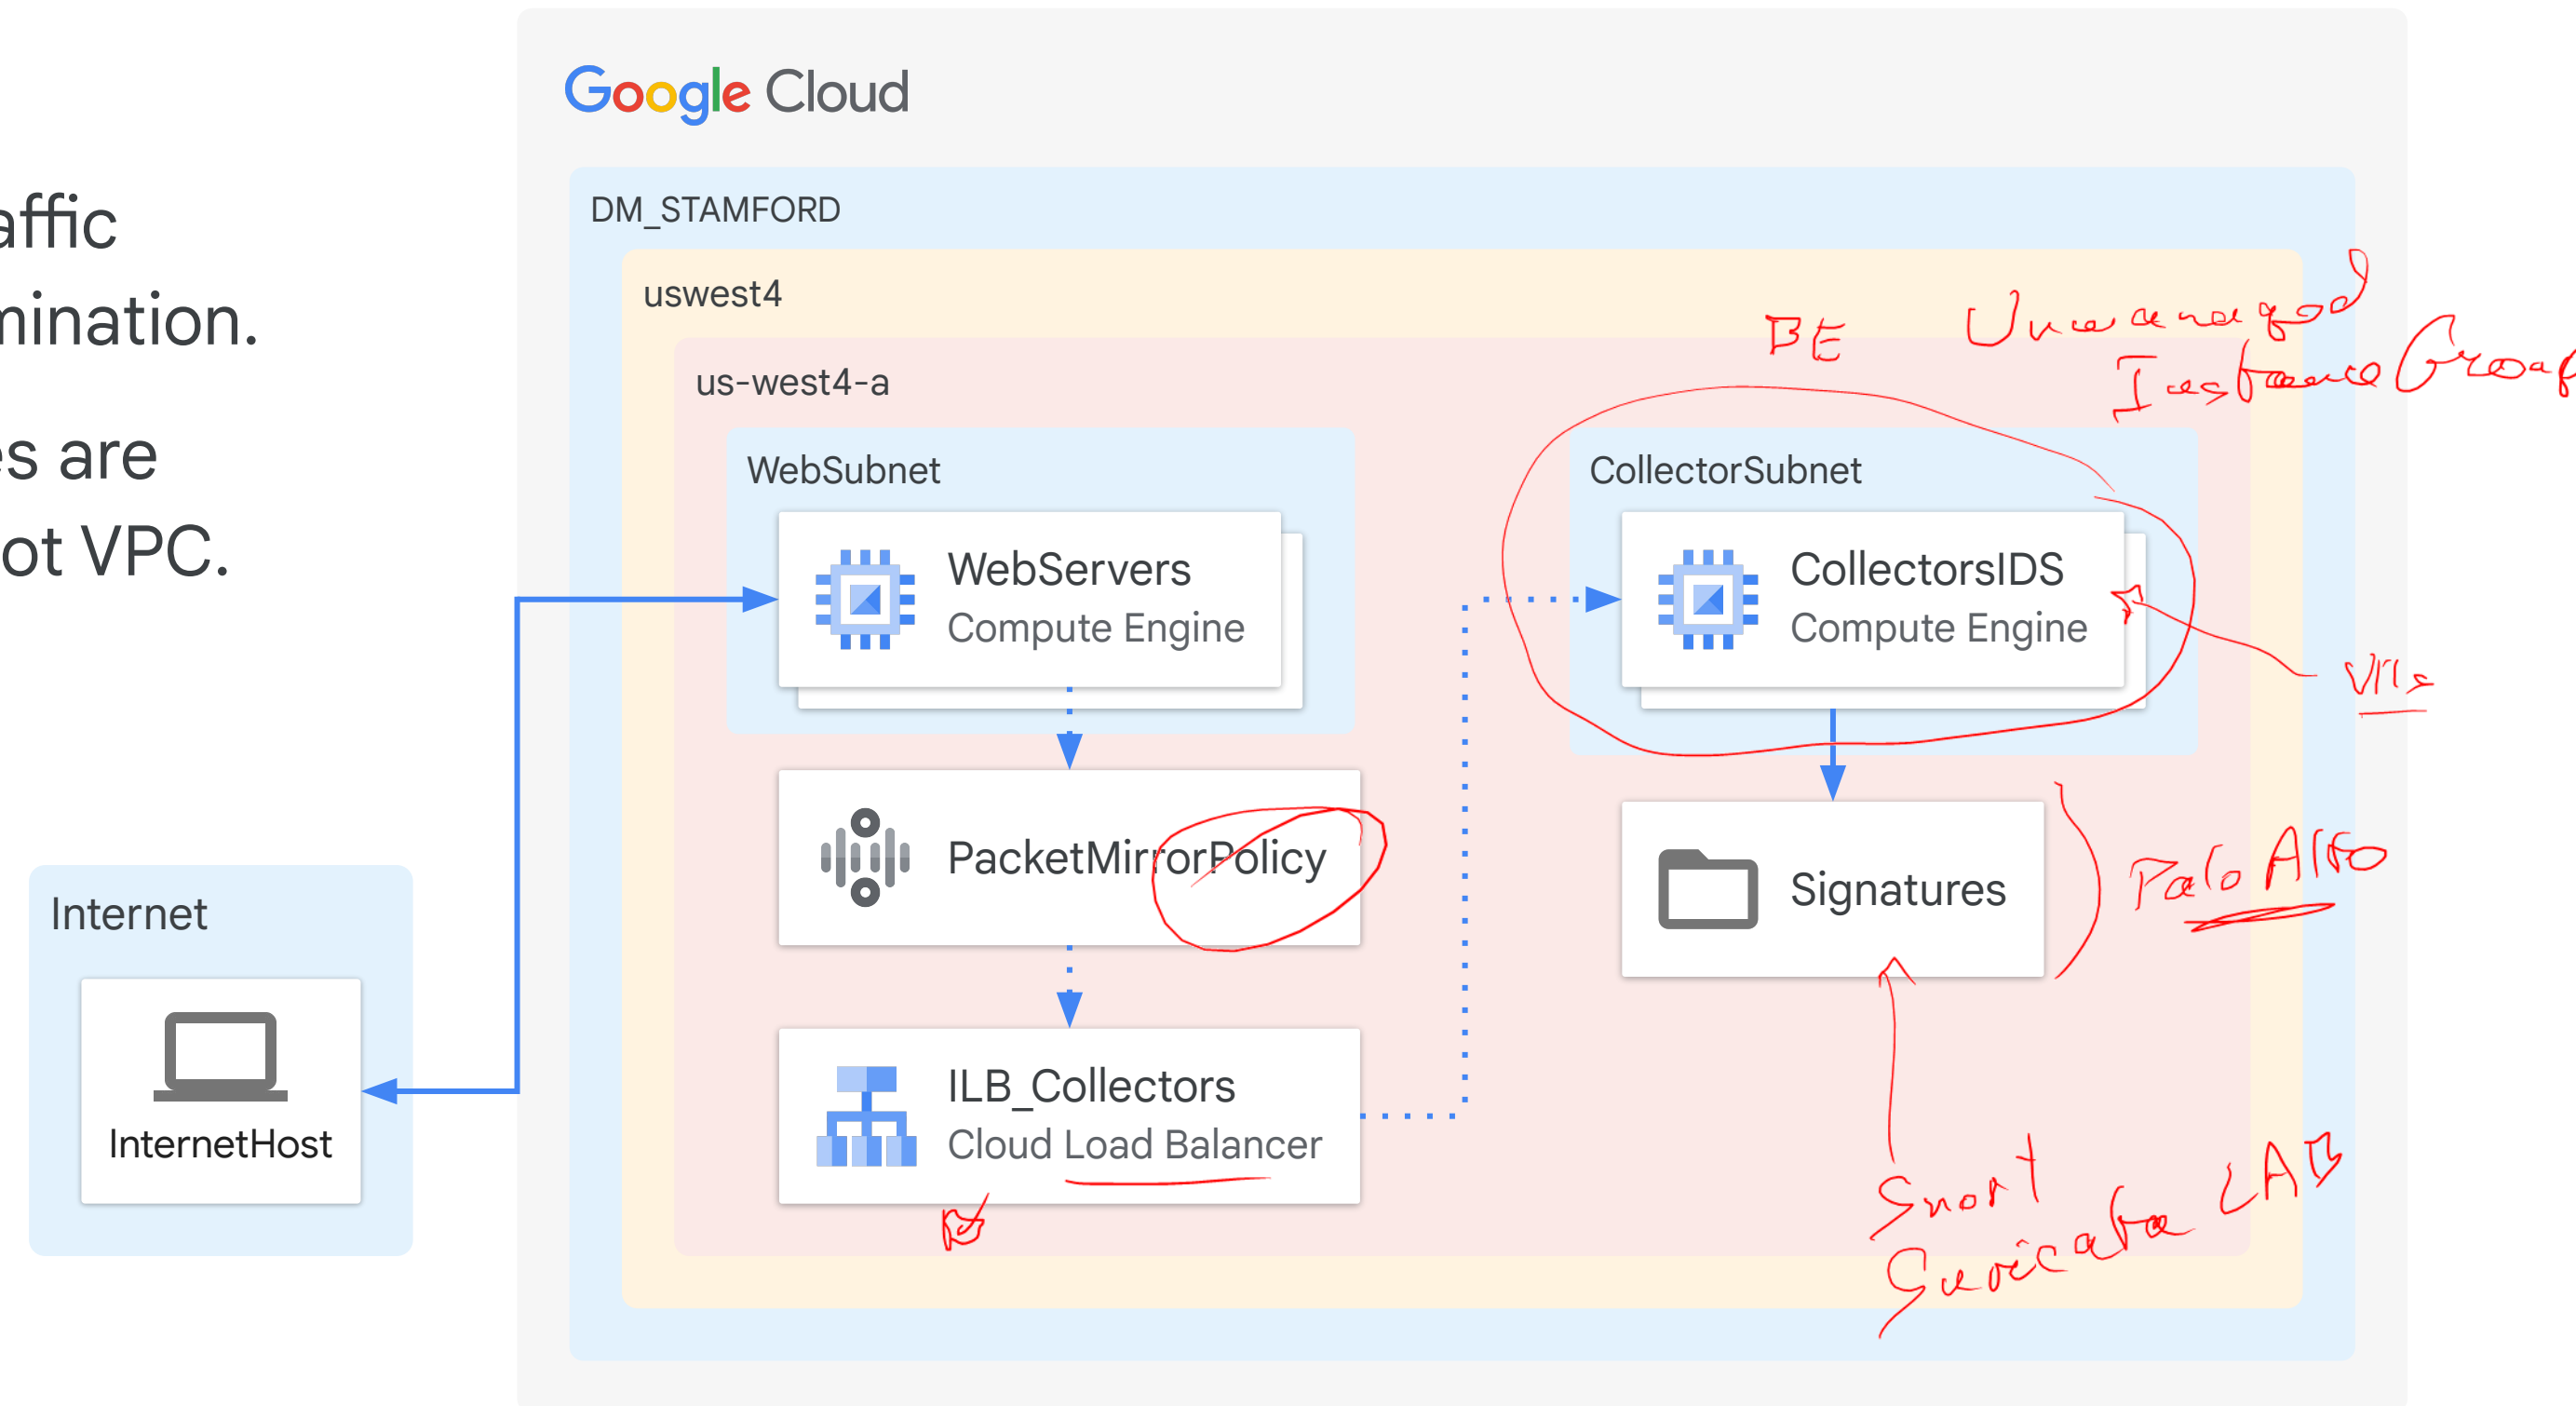 affic
mination.
es are
ot VPC.
Google Cloud
DM_STAMFORD
uswest4
us-west4-a
BE
Unmanaged
Instance Group
WebSubnet
WebServers
Compute Engine
CollectorSubnet
CollectorsIDS
Compute Engine
VMs
PacketMirrorPolicy
Signatures
Palo Alto
Internet
InternetHost
ILB_Collectors
Cloud Load Balancer
Snort
Suricata LAB